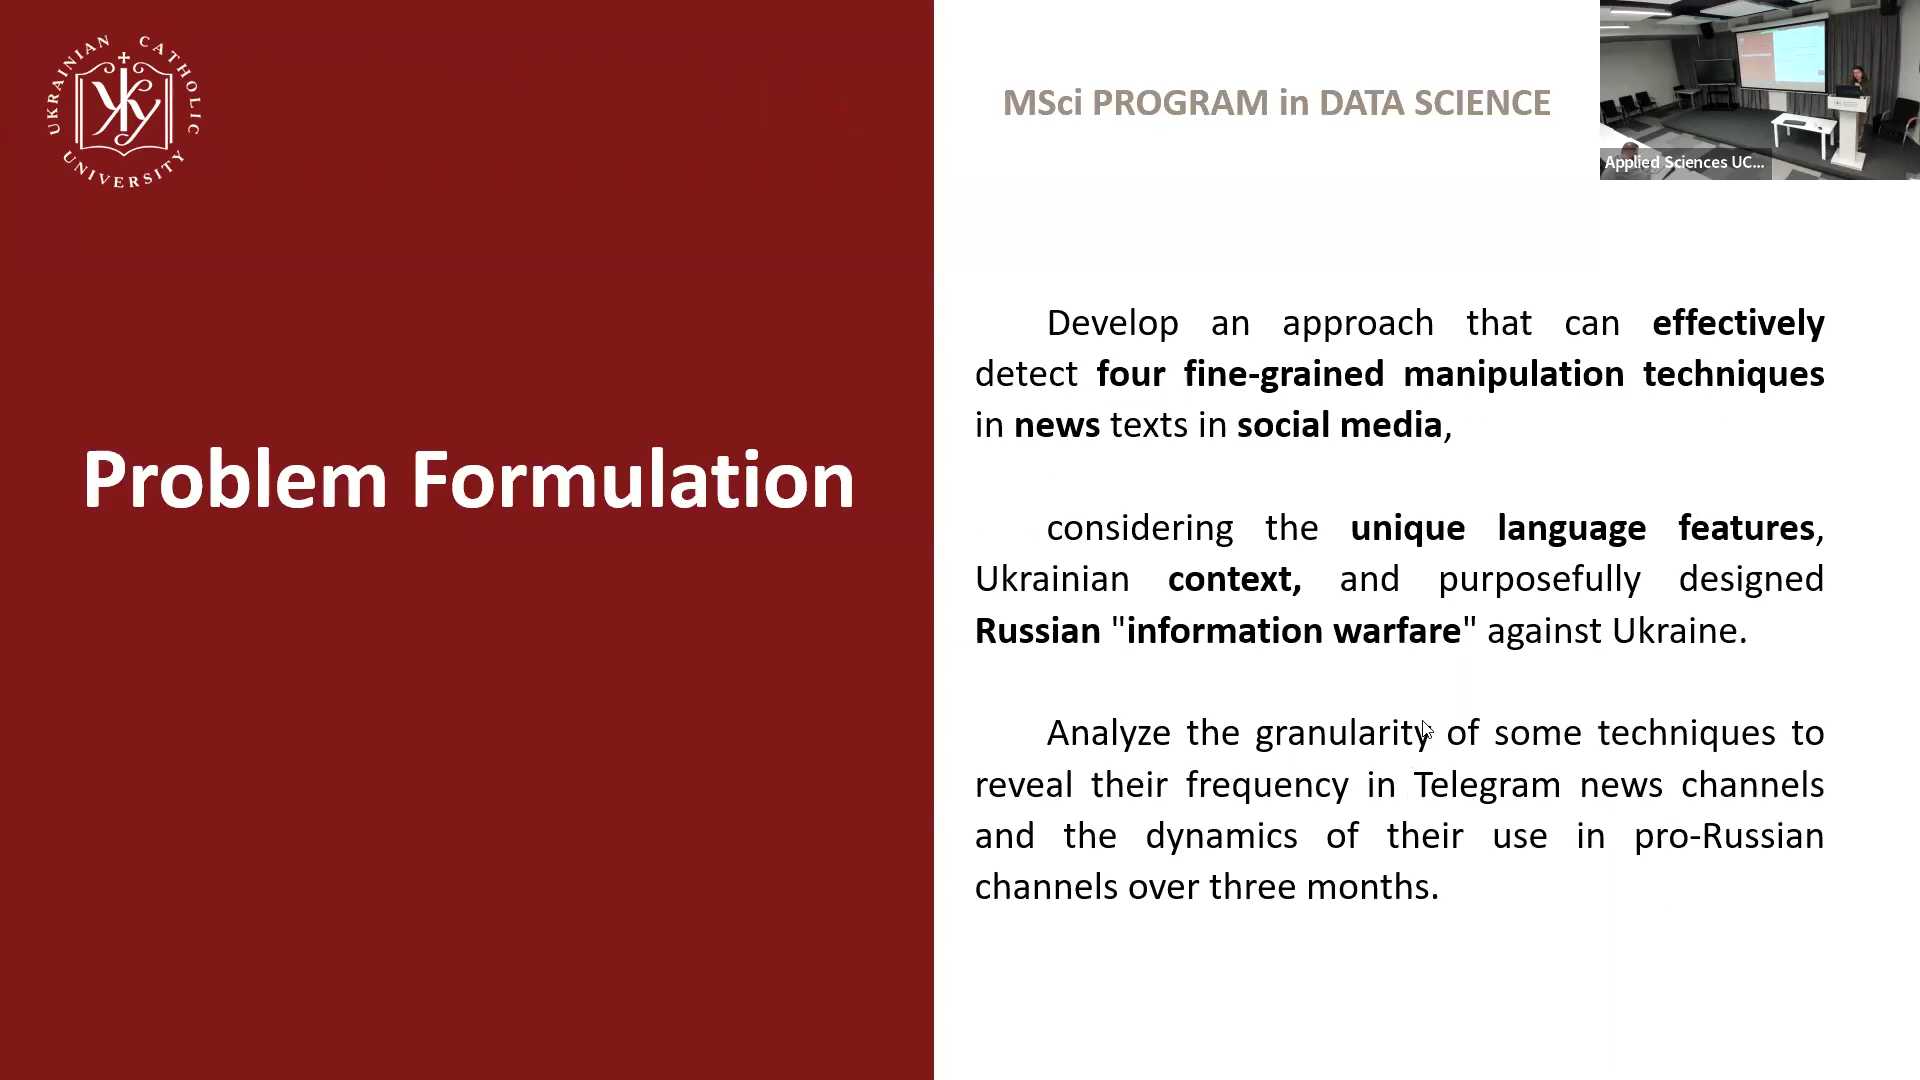 UKRAINIAN CATHOLIC
UNIVERSITY
MSci PROGRAM in DATA SCIENCE
Applied Sciences UC...
Problem Formulation
Develop an approach that can effectively
detect four fine-grained manipulation techniques
in news texts in social media,
considering the unique language features,
Ukrainian context, and purposefully designed
Russian "information warfare" against Ukraine.
Analyze the granularity of some techniques to
reveal their frequency in Telegram news channels
and the dynamics of their use in pro-Russian
channels over three months.